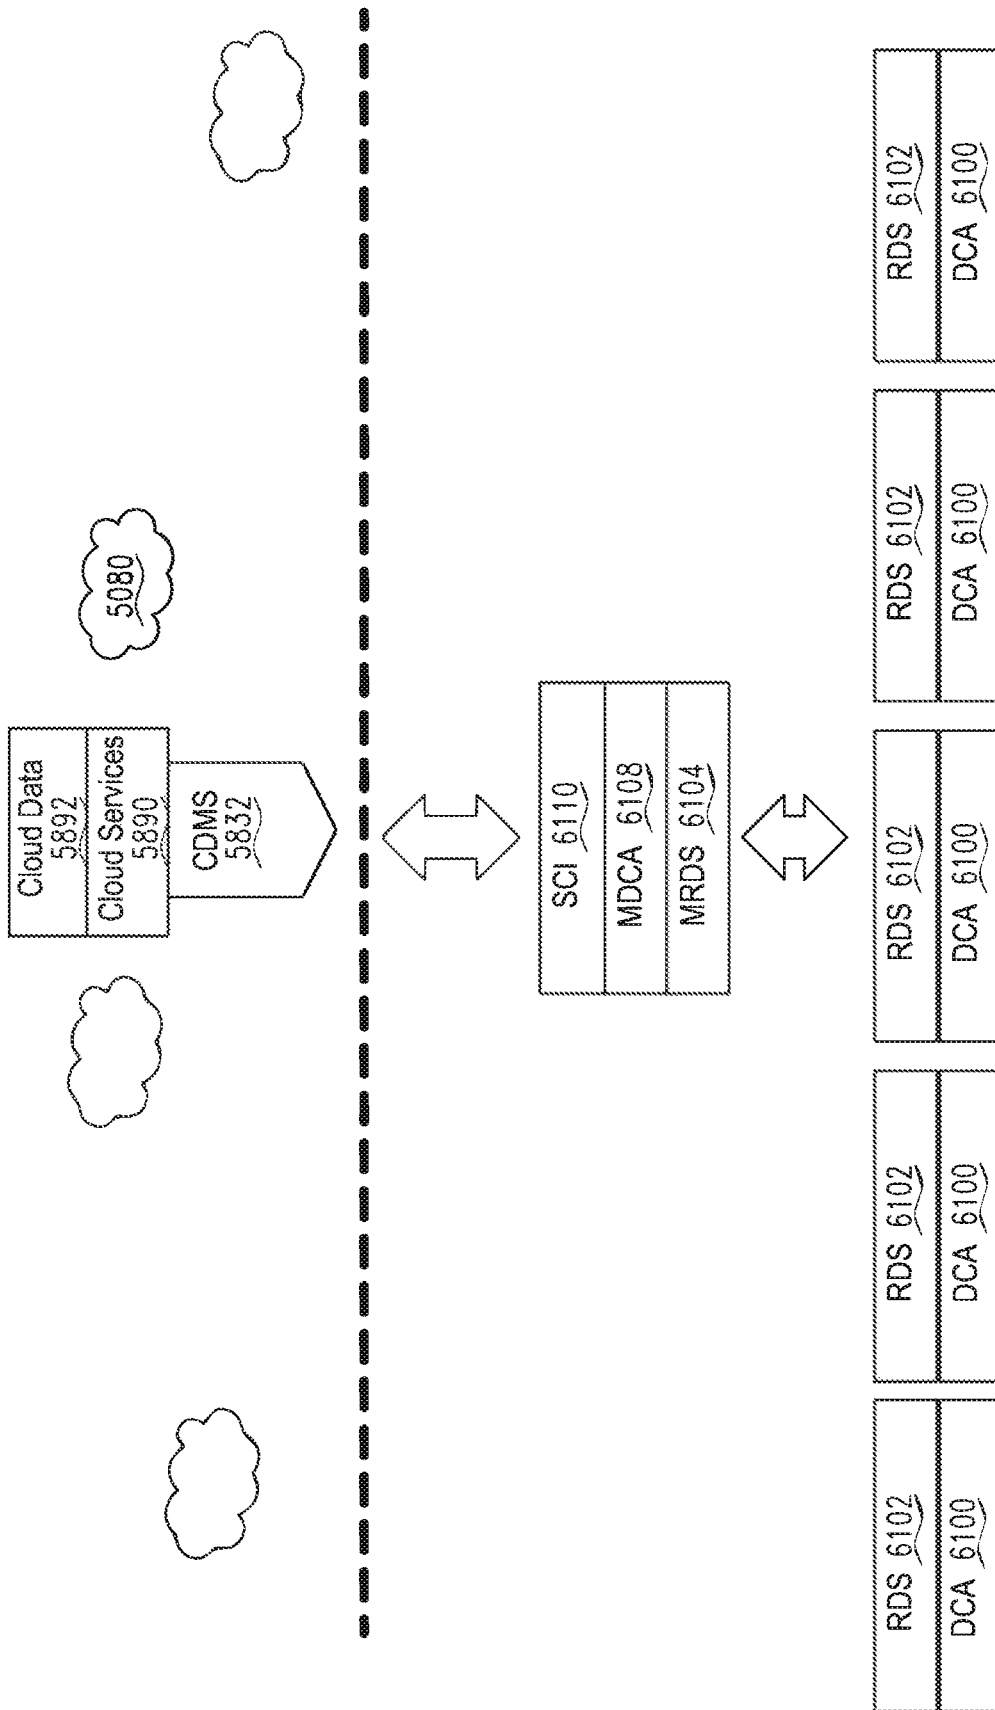 Cloud Data
5892
Cloud Services
5890
CDMS
5832
5080
SCI 6110
MDCA 6108
MRDS 6104
RDS 6102
DCA 6100
RDS 6102
DCA 6100
RDS 6102
DCA 6100
RDS 6102
DCA 6100
RDS 6102
DCA 6100